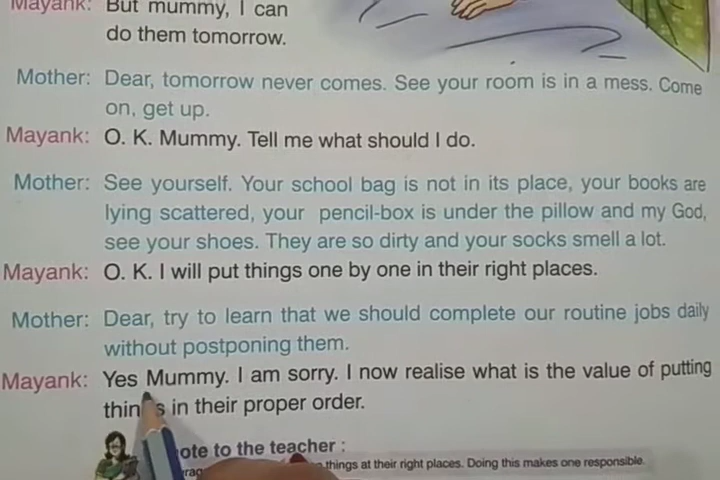 Mayank: But mummy, I can
do them tomorrow.
Mother: Dear, tomorrow never comes. See your room is in a mess. Come
on, get up.
Mayank: O. K. Mummy. Tell me what should I do.
Mother: See yourself. Your school bag is not in its place, your books are
lying scattered, your pencil-box is under the pillow and my God,
see your shoes. They are so dirty and your socks smell a lot.
Mayank: O. K. I will put things one by one in their right places.
Mother: Dear, try to learn that we should complete our routine jobs daily
without postponing them.
Mayank: Yes Mummy. I am sorry. I now realise what is the value of putting
in their proper order.
to the teacher :
things at their right places. Doing this makes one responsible.